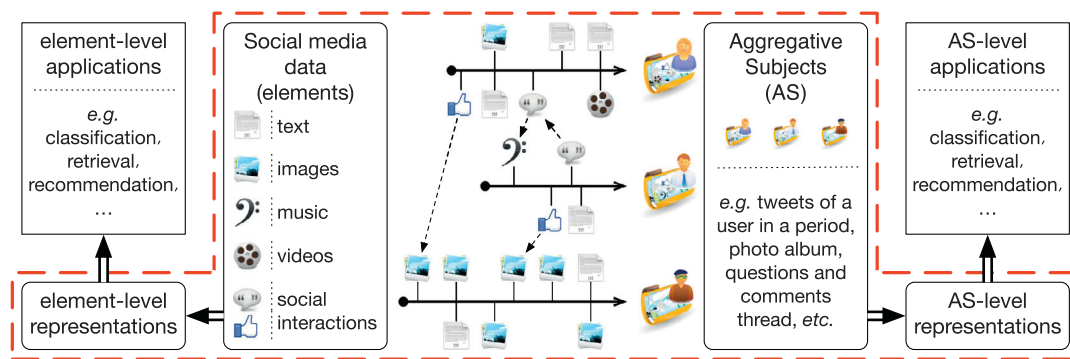 element-level
applications
e.g.
classification,
retrieval,
recommendation,
...
element-level
representations
Social media
data
(elements)
text
images
music
videos
social
interactions
Aggregative
Subjects
(AS)
e.g. tweets of a
user in a period,
photo album,
questions and
comments
thread, etc.
AS-level
applications
e.g.
classification,
retrieval,
recommendation,
...
AS-level
representations